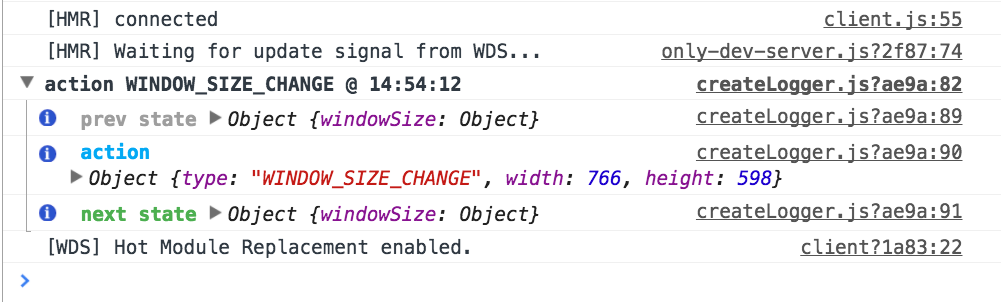 [HMR] connected client.js:55
[HMR] Waiting for update signal from WDS... only-dev-server.js?2f87:74
▼ action WINDOW_SIZE_CHANGE @ 14:54:12 createLogger.js?ae9a:82
prev state ▶ Object {windowSize: Object} createLogger.js?ae9a:89
action createLogger.js?ae9a:90
▶ Object {type: "WINDOW_SIZE_CHANGE", width: 766, height: 598}
next state ▶ Object {windowSize: Object} createLogger.js?ae9a:91
[WDS] Hot Module Replacement enabled. client?1a83:22
>